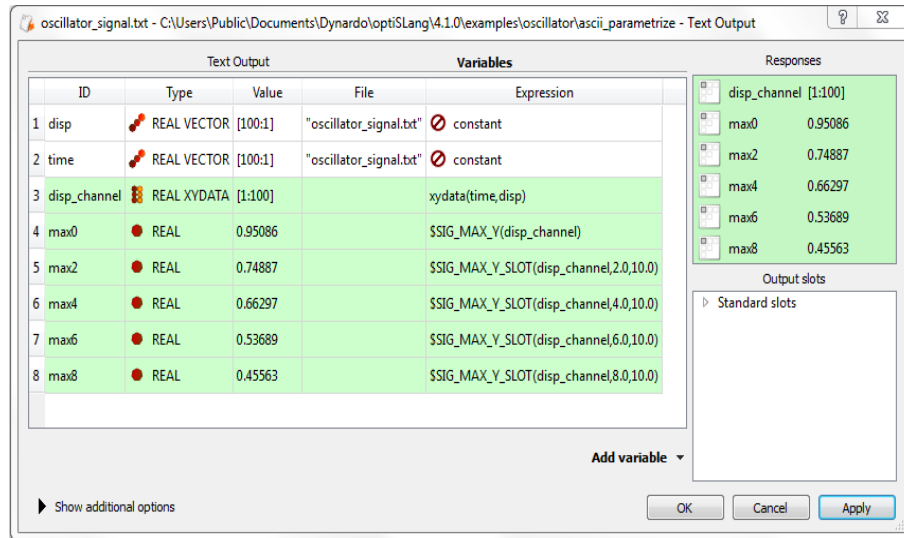 oscillator_signal.txt - C:\Users\Public\Documents\Dynardo\optiSLang\4.1.0\examples\oscillator\ascii_parametrize - Text Output
Text Output Variables
ID Type Value File Expression
1 disp REAL VECTOR [100:1] "oscillator_signal.txt" constant
2 time REAL VECTOR [100:1] "oscillator_signal.txt" constant
3 disp_channel REAL XYDATA [1:100] xydata(time,disp)
4 max0 REAL 0.95086 $SIG_MAX_Y(disp_channel)
5 max2 REAL 0.74887 $SIG_MAX_Y_SLOT(disp_channel,2.0,10.0)
6 max4 REAL 0.66297 $SIG_MAX_Y_SLOT(disp_channel,4.0,10.0)
7 max6 REAL 0.53689 $SIG_MAX_Y_SLOT(disp_channel,6.0,10.0)
8 max8 REAL 0.45563 $SIG_MAX_Y_SLOT(disp_channel,8.0,10.0)
Add variable
Show additional options
Responses
disp_channel [1:100]
max0 0.95086
max2 0.74887
max4 0.66297
max6 0.53689
max8 0.45563
Output slots
Standard slots
OK Cancel Apply